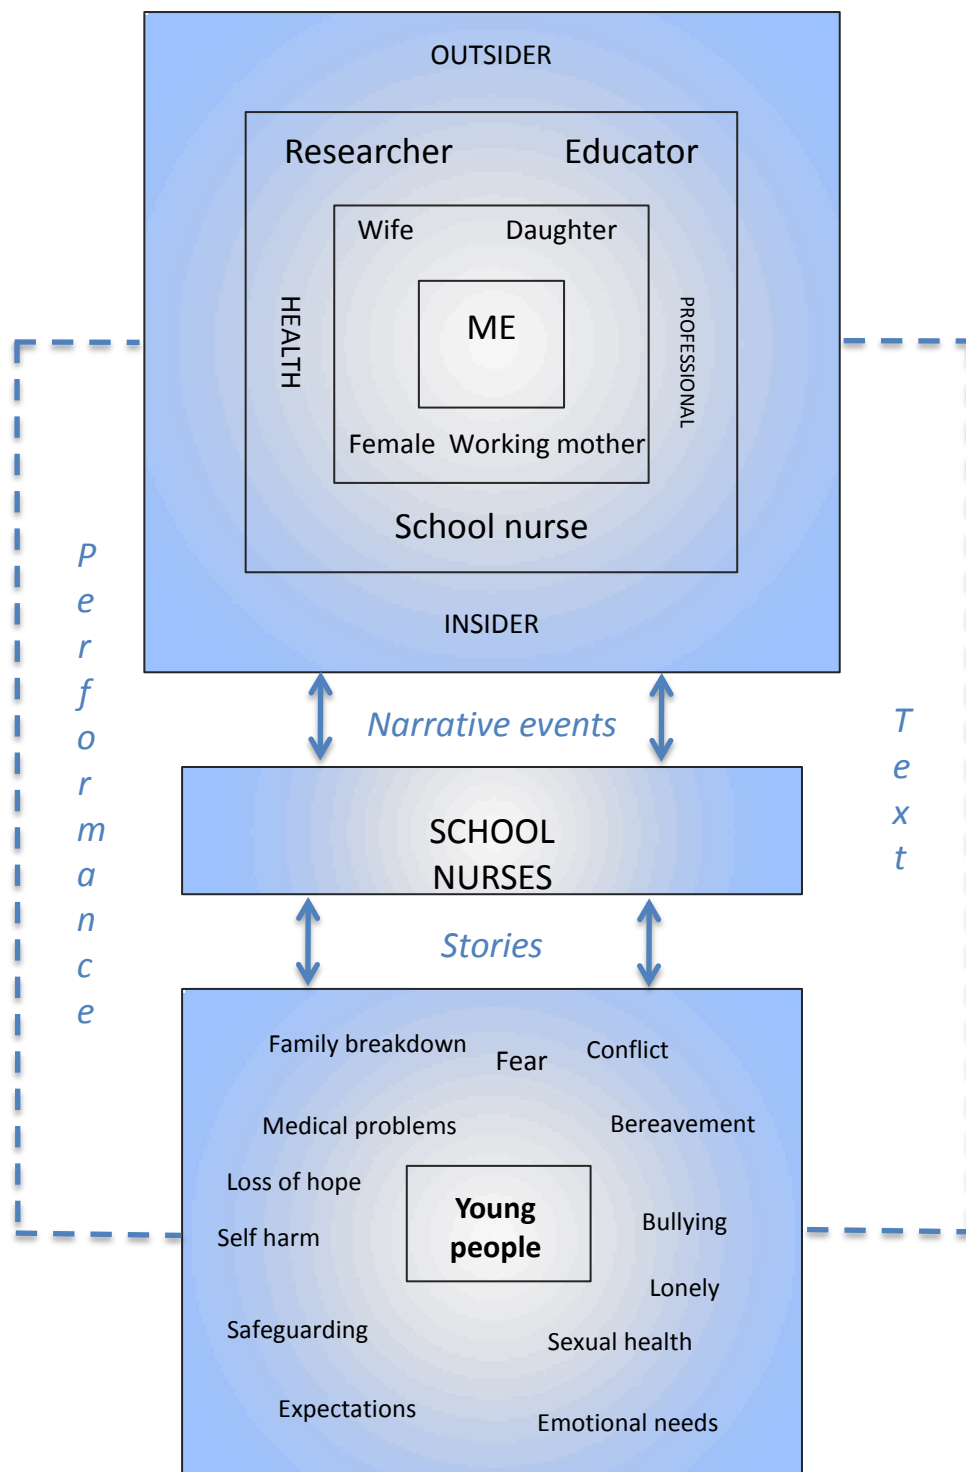 OUTSIDER
Researcher
Educator
Wife
Daughter
HEALTH
ME
PROFESSIONAL
Female
Working mother
School nurse
INSIDER
Performance
Narrative events
Text
SCHOOL
NURSES
Stories
Family breakdown
Fear
Conflict
Medical problems
Bereavement
Loss of hope
Young
people
Self harm
Bullying
Lonely
Safeguarding
Sexual health
Expectations
Emotional needs